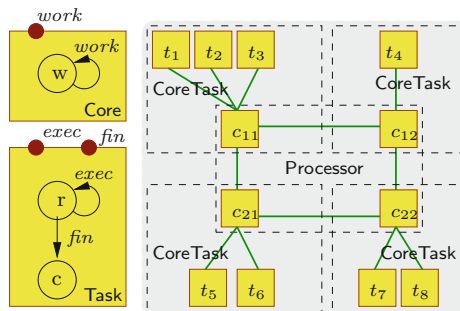 work
work
w
Core
exec
fin
exec
r
fin
c
Task
t1 t2 t3
t4
CoreTask
CoreTask
c11
c12
Processor
c21
c22
CoreTask
CoreTask
t5 t6
t7 t8